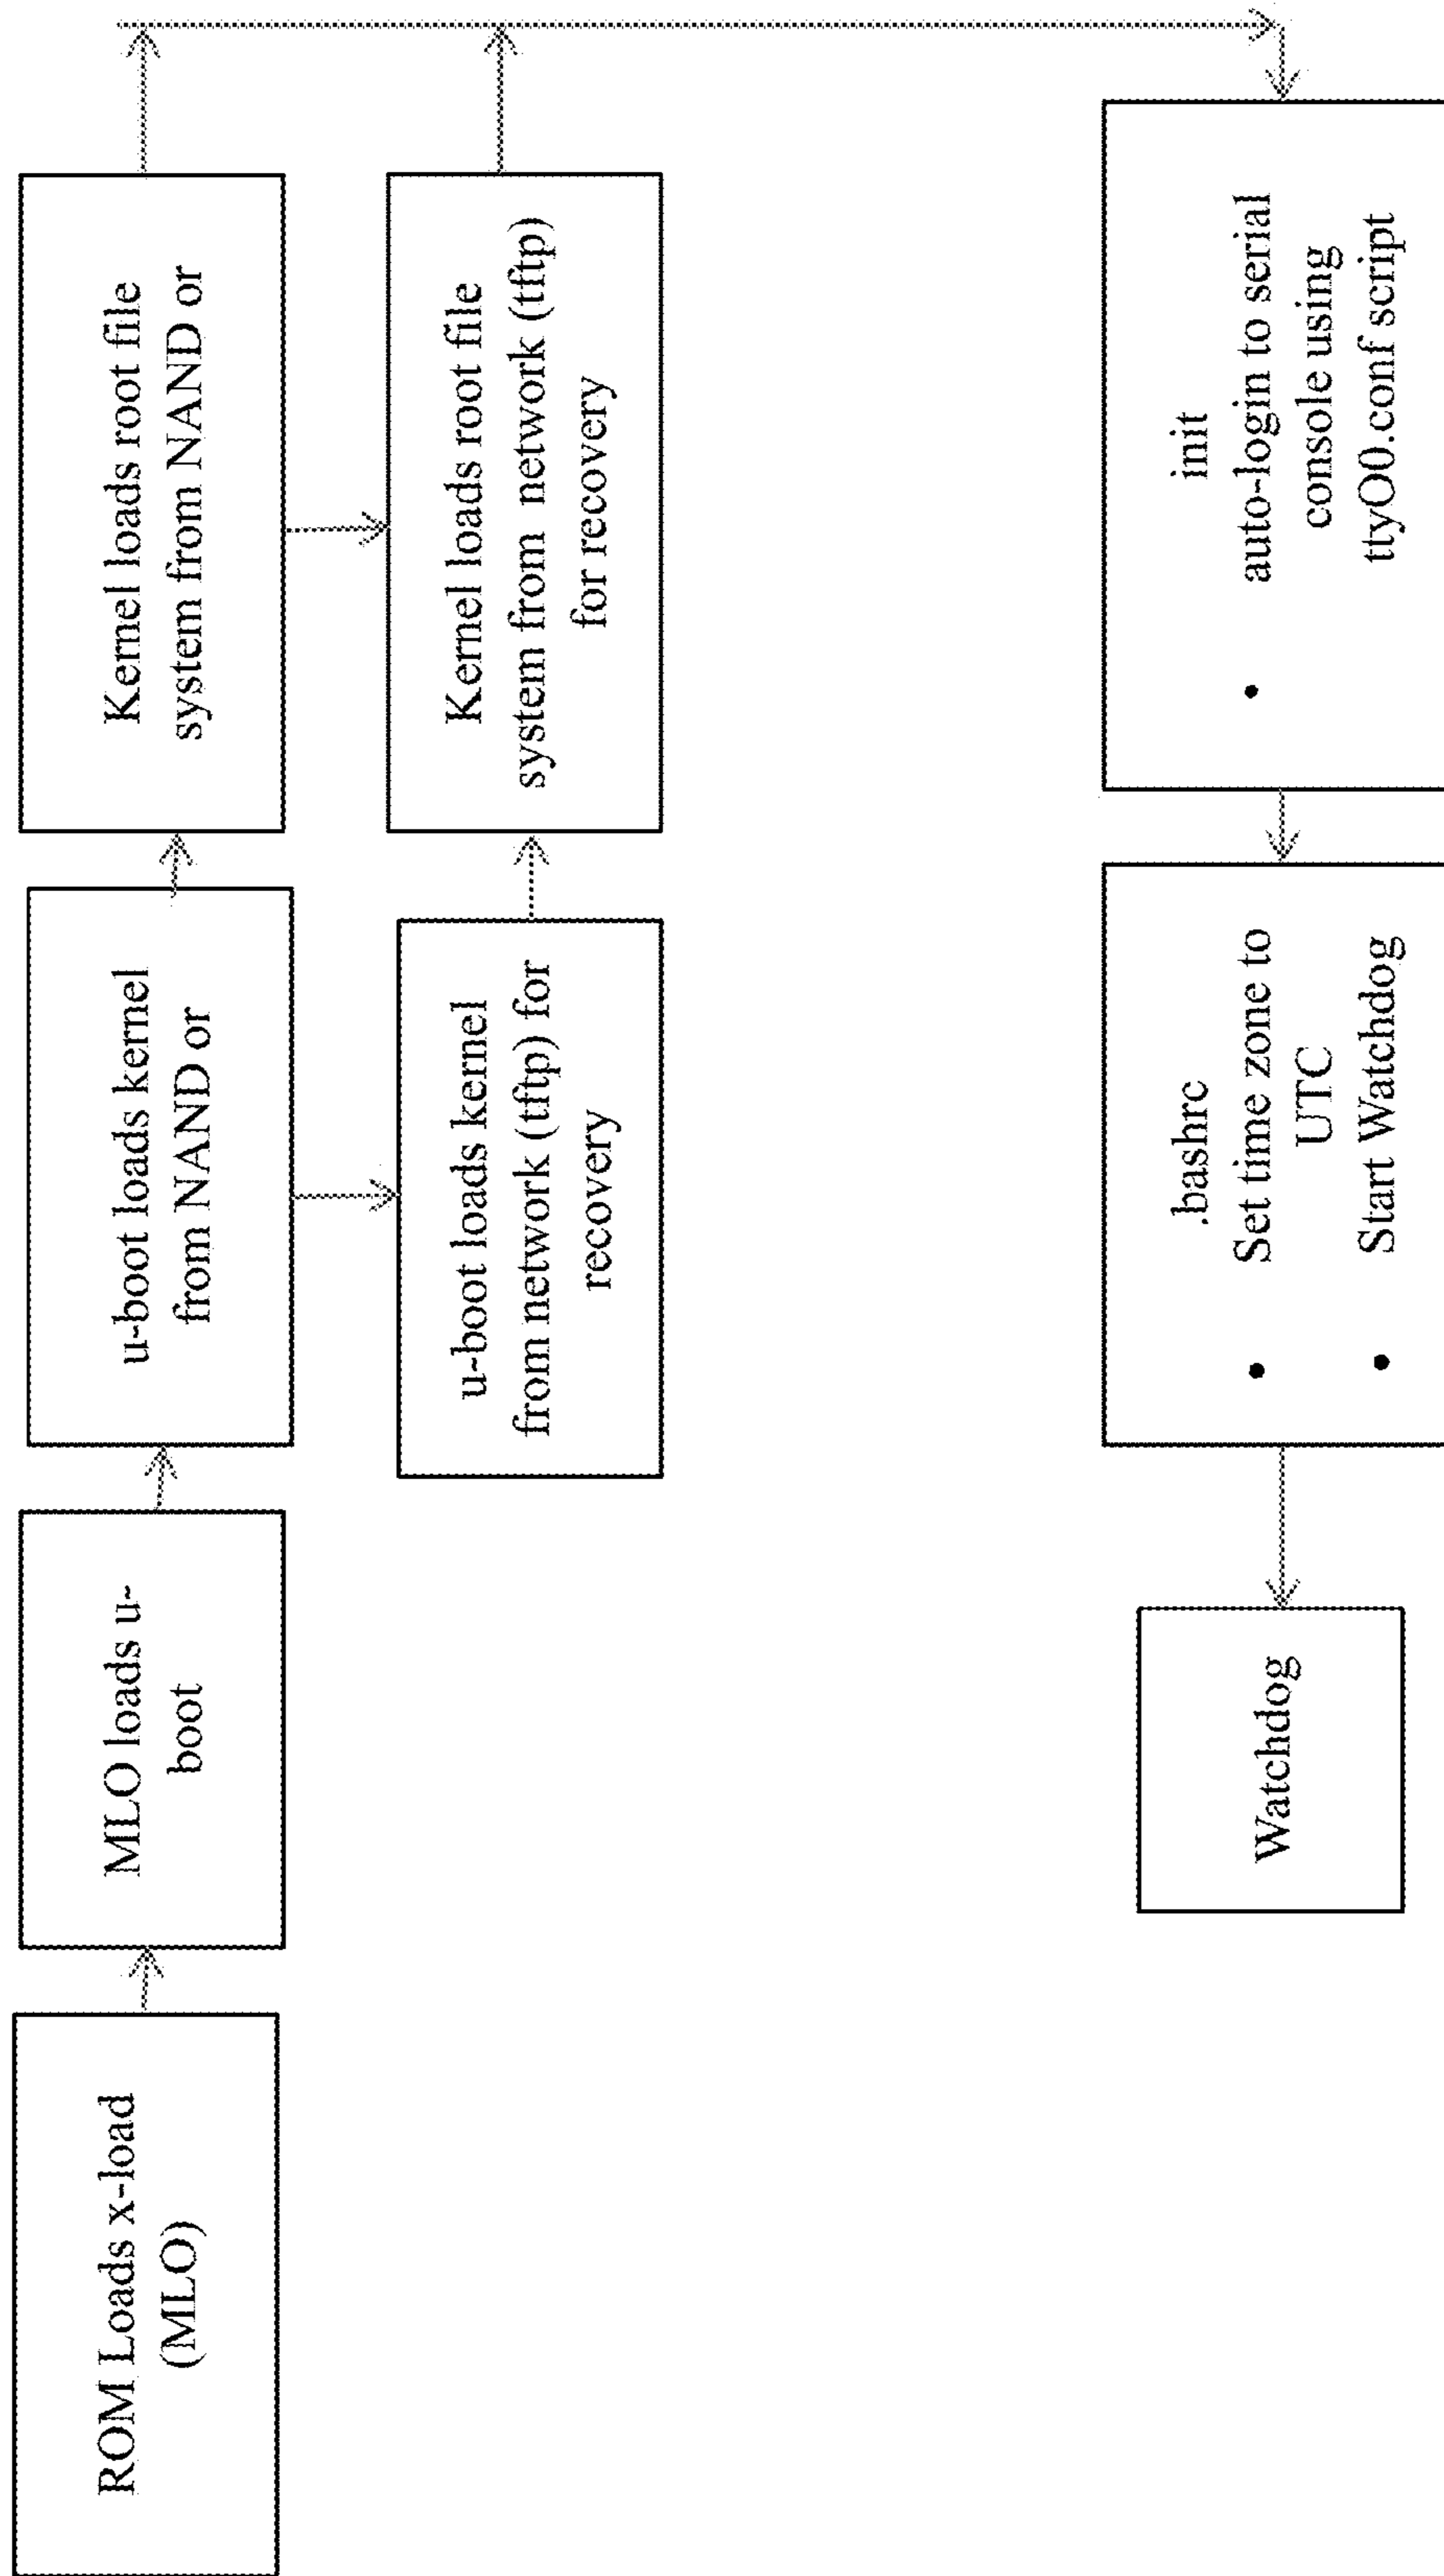 ROM Loads x-load
(MLO)
MLO loads u-
boot
u-boot loads kernel
from NAND or
Kernel loads root file
system from NAND or
u-boot loads kernel
from network (tftp) for
recovery
Kernel loads root file
system from network (tftp)
for recovery
Watchdog
.bashrc
• Set time zone to
UTC
• Start Watchdog
init
• auto-login to serial
console using
ttyO0.conf script